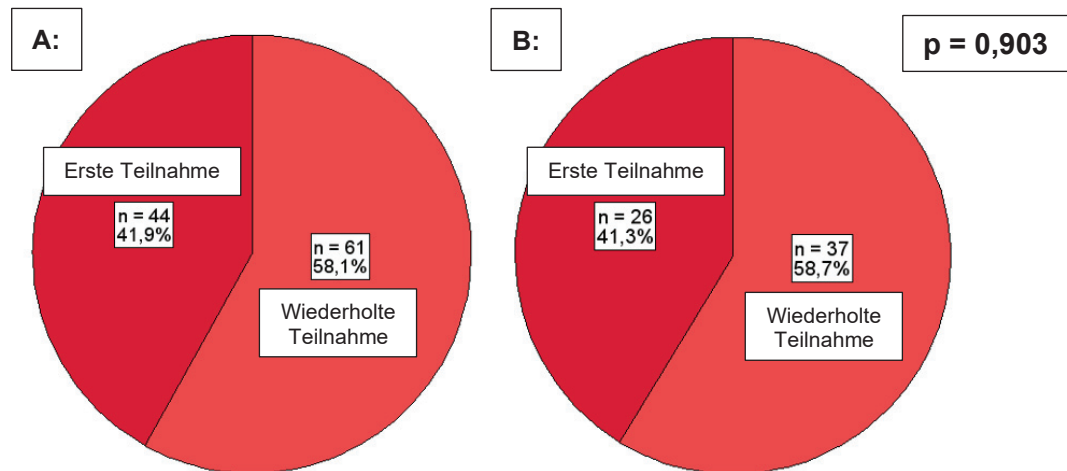 A:
Erste Teilnahme
n = 44
41,9%
n = 61
58,1%
Wiederholte
Teilnahme
B:
Erste Teilnahme
n = 26
41,3%
n = 37
58,7%
Wiederholte
Teilnahme
p = 0,903